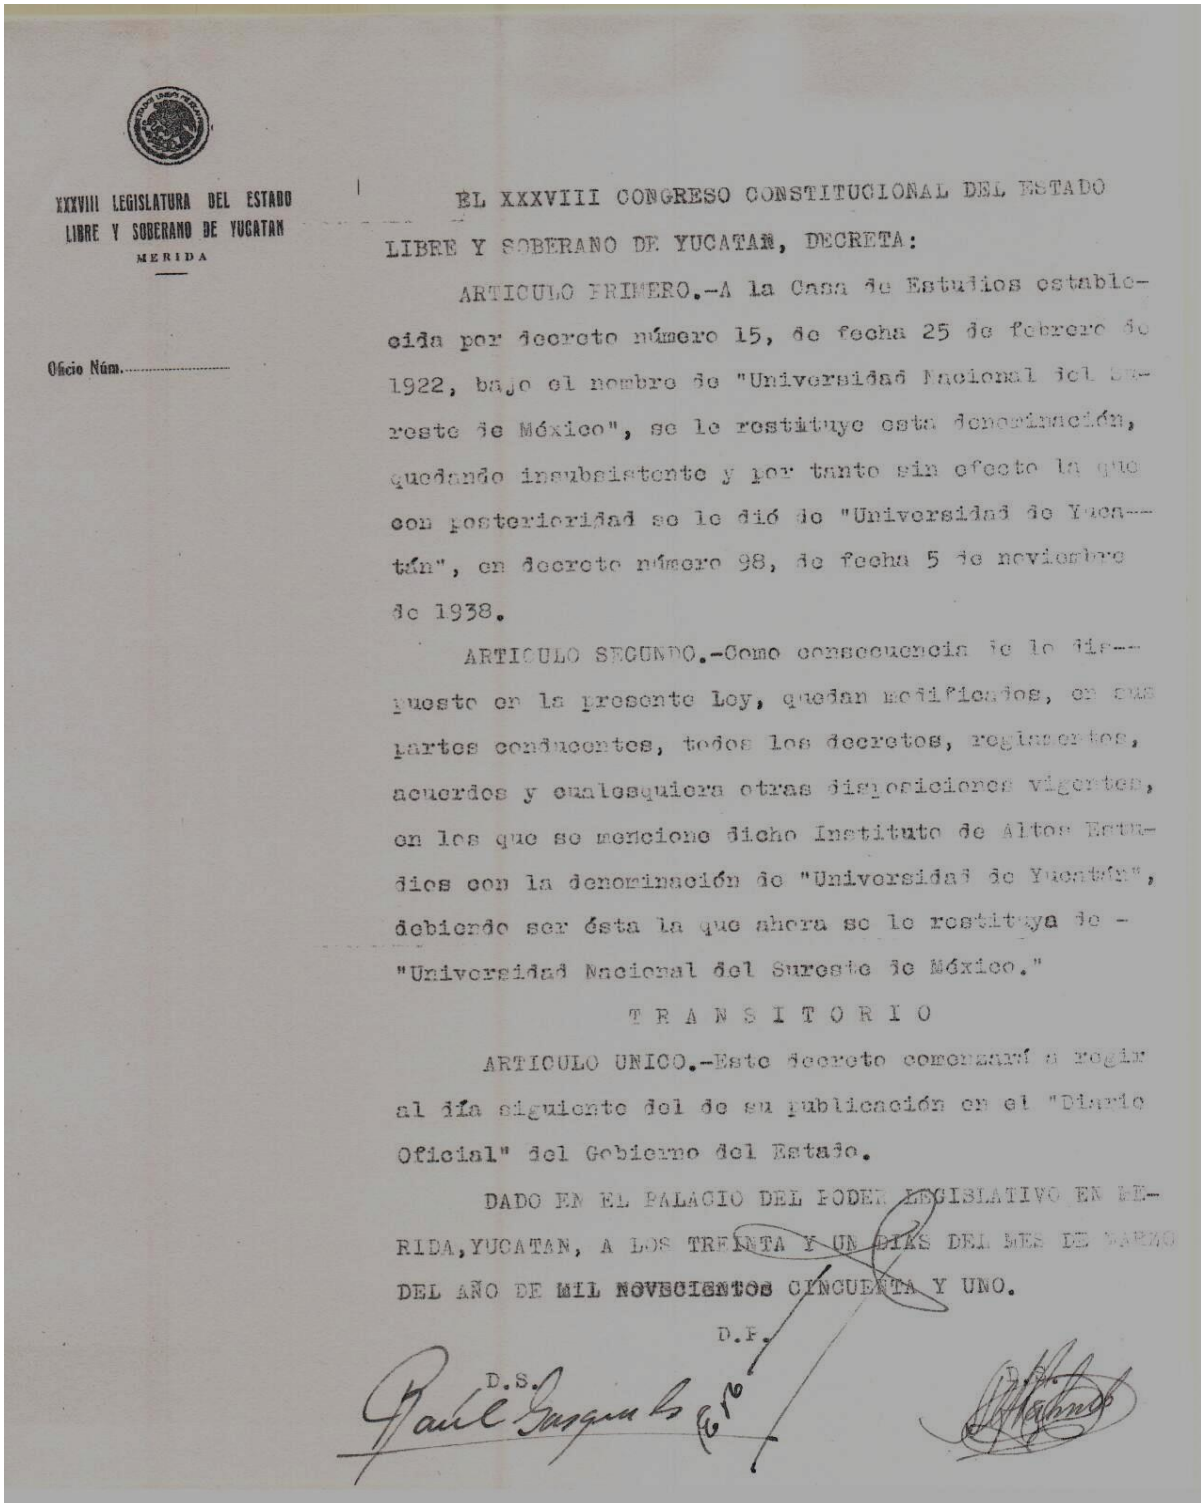 XXXVIII LEGISLATURA DEL ESTADO
LIBRE Y SOBERANO DE YUCATAN
MERIDA
Oficio Núm.
EL XXXVIII CONGRESO CONSTITUCIONAL DEL ESTADO
LIBRE Y SOBERANO DE YUCATAN, DECRETA:
ARTICULO PRIMERO.-A la Casa de Estudios estable-
cida por decreto número 15, de fecha 25 de febrero de
1922, bajo el nombre de "Universidad Nacional del Su-
reste de México", se le restituye esta denominación,
quedando insubsistente y por tanto sin efecto la que
con posterioridad se le dió de "Universidad de Yuca--
tán", en decreto número 98, de fecha 5 de noviembre
de 1938.
ARTICULO SEGUNDO.-Como consecuencia de lo dis--
puesto en la presente Ley, quedan modificados, en sus
partes conducentes, todos los decretos, reglamentos,
acuerdos y cualesquiera otras disposiciones vigentes,
en los que se mencione dicho Instituto de Altos Estu-
dios con la denominación de "Universidad de Yucatán",
debiendo ser ésta la que ahora se le restituya de -
"Universidad Nacional del Sureste de México."
T R A N S I T O R I O
ARTICULO UNICO.-Este decreto comenzará a regir
al día siguiente del de su publicación en el "Diario
Oficial" del Gobierno del Estado.
DADO EN EL PALACIO DEL PODER LEGISLATIVO EN ME-
RIDA,YUCATAN, A LOS TREINTA Y UN DIAS DEL MES DE MARZO
DEL AÑO DE MIL NOVECIENTOS CINCUENTA Y UNO.
D.P.
D.S.
Raúl